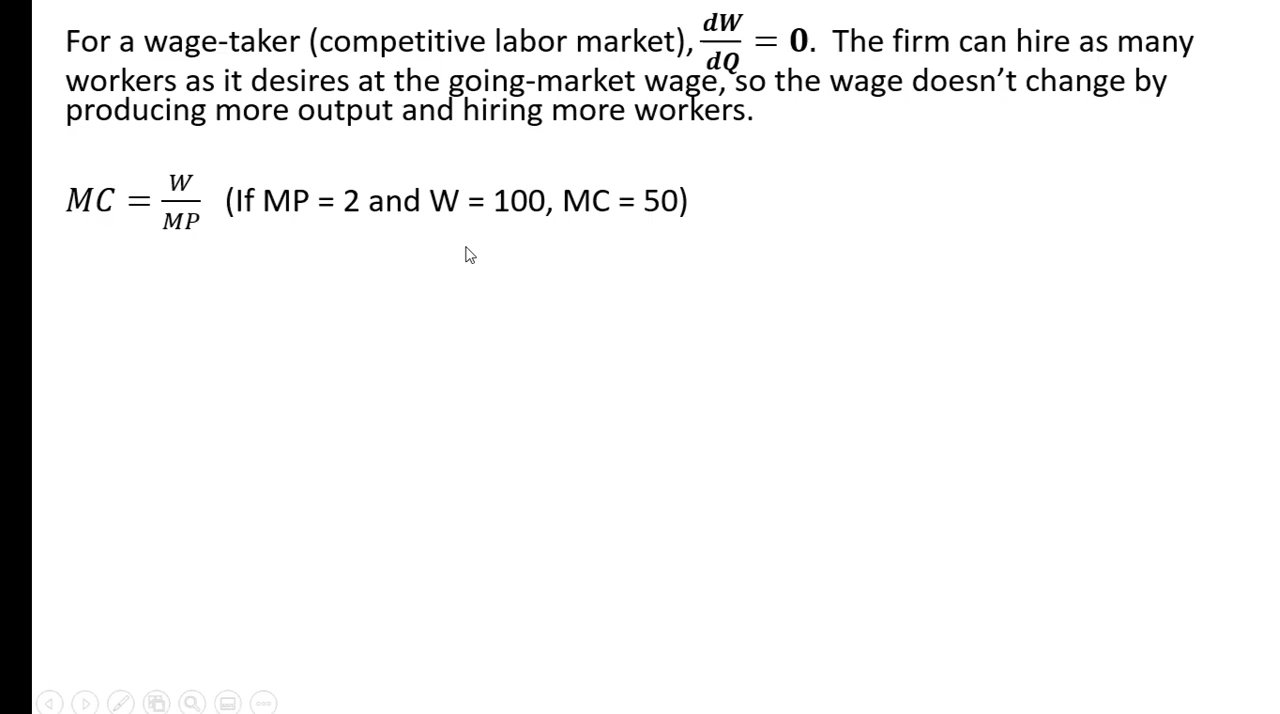 For a wage-taker (competitive labor market), dW/dQ = 0. The firm can hire as many
workers as it desires at the going-market wage, so the wage doesn’t change by
producing more output and hiring more workers.
MC = W/MP (If MP = 2 and W = 100, MC = 50)